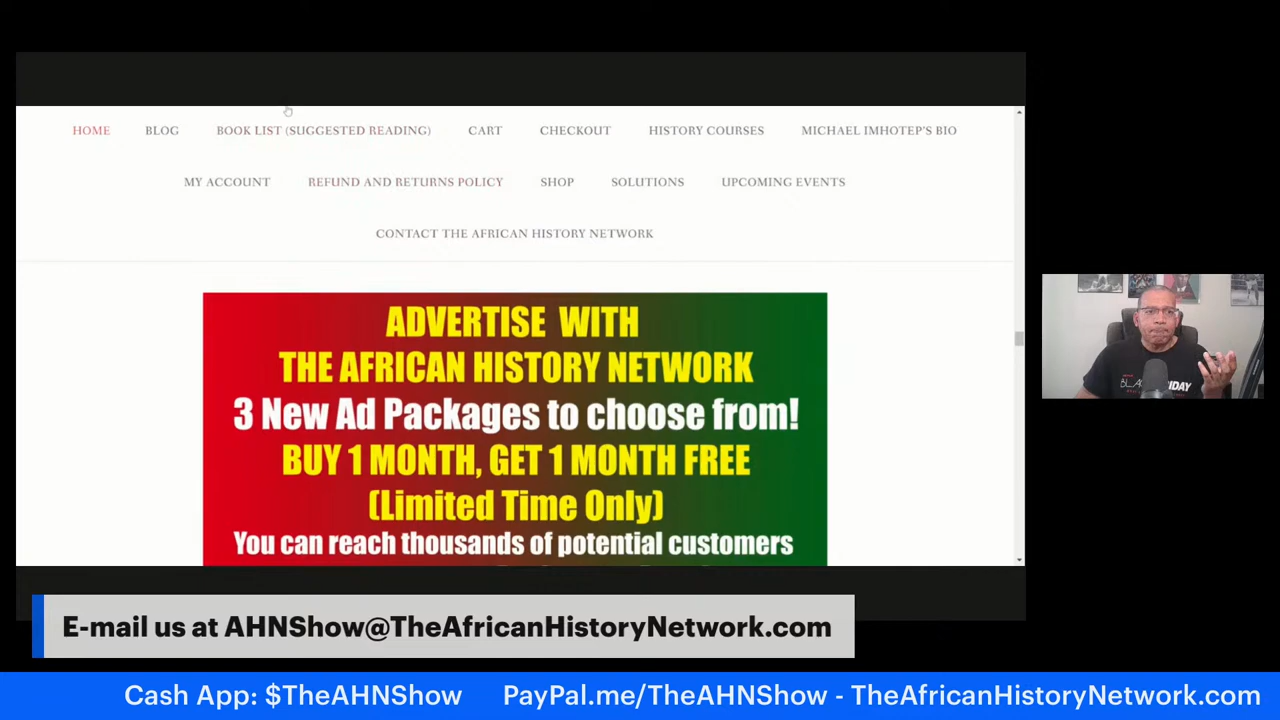 HOME BLOG BOOK LIST (SUGGESTED READING) CART CHECKOUT HISTORY COURSES MICHAEL IMHOTEP'S BIO
MY ACCOUNT REFUND AND RETURNS POLICY SHOP SOLUTIONS UPCOMING EVENTS
CONTACT THE AFRICAN HISTORY NETWORK
ADVERTISE WITH
THE AFRICAN HISTORY NETWORK
3 New Ad Packages to choose from!
BUY 1 MONTH, GET 1 MONTH FREE
(Limited Time Only)
You can reach thousands of potential customers
E-mail us at AHNShow@TheAfricanHistoryNetwork.com
Cash App: $TheAHNShow PayPal.me/TheAHNShow - TheAfricanHistoryNetwork.com